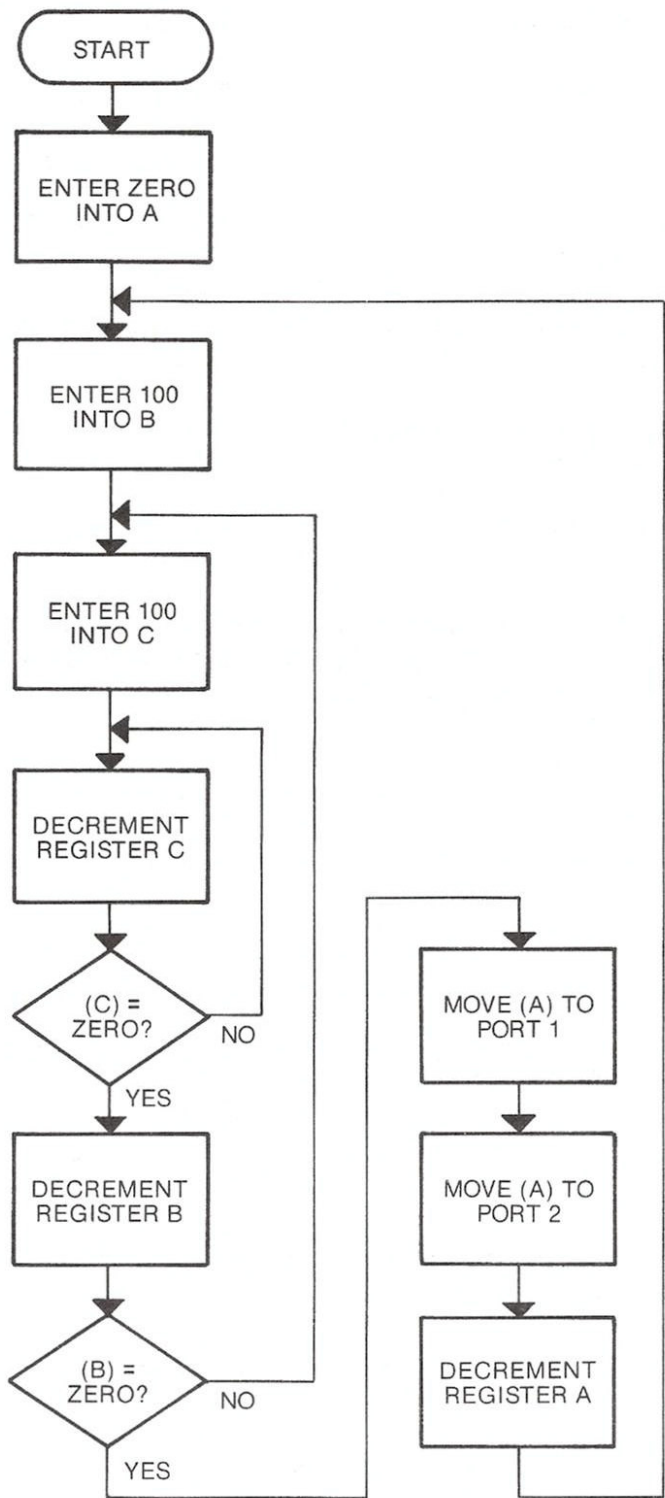 START
ENTER ZERO
INTO A
ENTER 100
INTO B
ENTER 100
INTO C
DECREMENT
REGISTER C
(C) =
ZERO?
NO
YES
DECREMENT
REGISTER B
(B) =
ZERO?
NO
YES
MOVE (A) TO
PORT 1
MOVE (A) TO
PORT 2
DECREMENT
REGISTER A